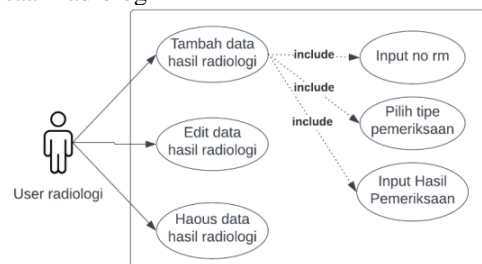 Tambah data
hasil radiologi
include
Input no rm
include
Pilih tipe
pemeriksaan
include
Edit data
hasil radiologi
User radiologi
Input Hasil
Pemeriksaan
Haous data
hasil radiologi